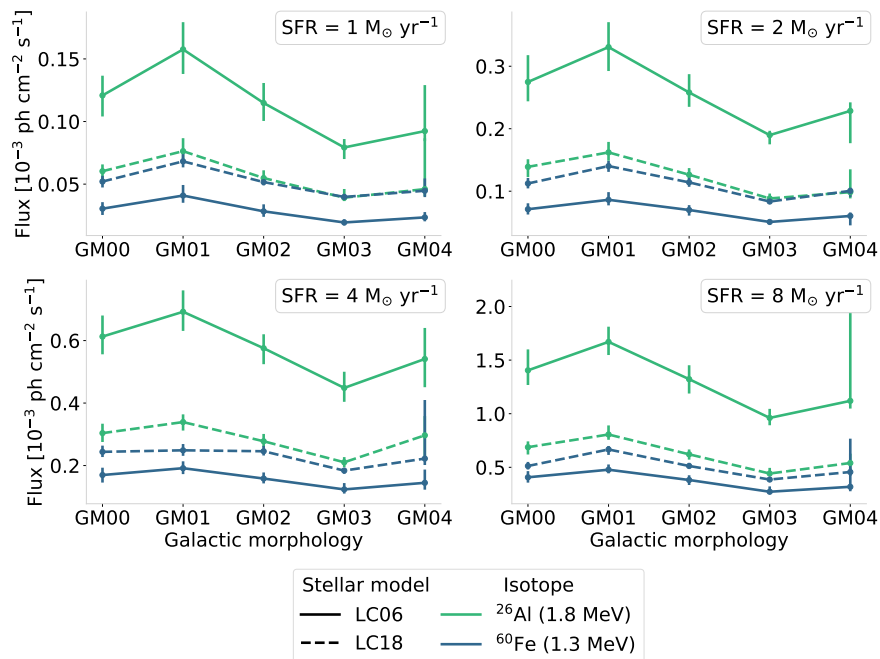 SFR = 1 M⊙ yr⁻¹
SFR = 2 M⊙ yr⁻¹
Flux [10⁻³ ph cm⁻² s⁻¹]
0.15
0.10
0.05
0.3
0.2
0.1
GM00 GM01 GM02 GM03 GM04
GM00 GM01 GM02 GM03 GM04
SFR = 4 M⊙ yr⁻¹
SFR = 8 M⊙ yr⁻¹
Flux [10⁻³ ph cm⁻² s⁻¹]
0.6
0.4
0.2
2.0
1.5
1.0
0.5
GM00 GM01 GM02 GM03 GM04
GM00 GM01 GM02 GM03 GM04
Galactic morphology
Galactic morphology
Stellar model
LC06
LC18
Isotope
²⁶Al (1.8 MeV)
⁶⁰Fe (1.3 MeV)